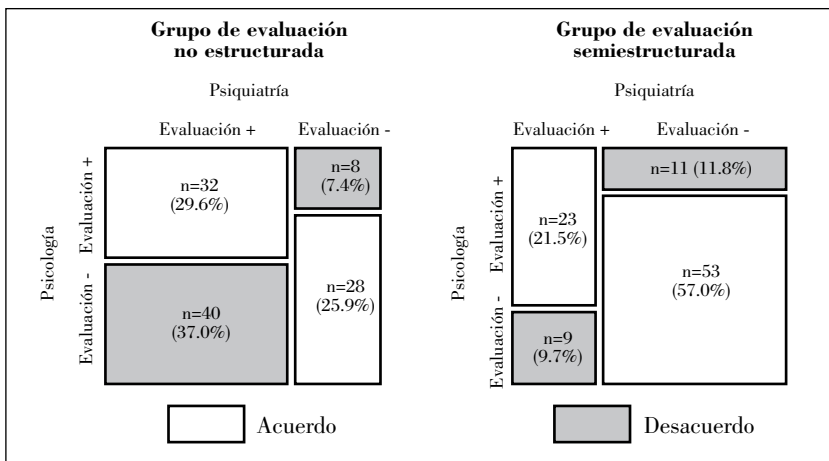 Grupo de evaluación
no estructurada
Psiquiatría
Evaluación +
Evaluación -
Psicología
Evaluación +
Evaluación -
n=32
(29.6%)
n=8
(7.4%)
n=40
(37.0%)
n=28
(25.9%)
Grupo de evaluación
semiestructurada
Psiquiatría
Evaluación +
Evaluación -
Psicología
Evaluación +
Evaluación -
n=23
(21.5%)
n=11 (11.8%)
n=9
(9.7%)
n=53
(57.0%)
Acuerdo
Desacuerdo